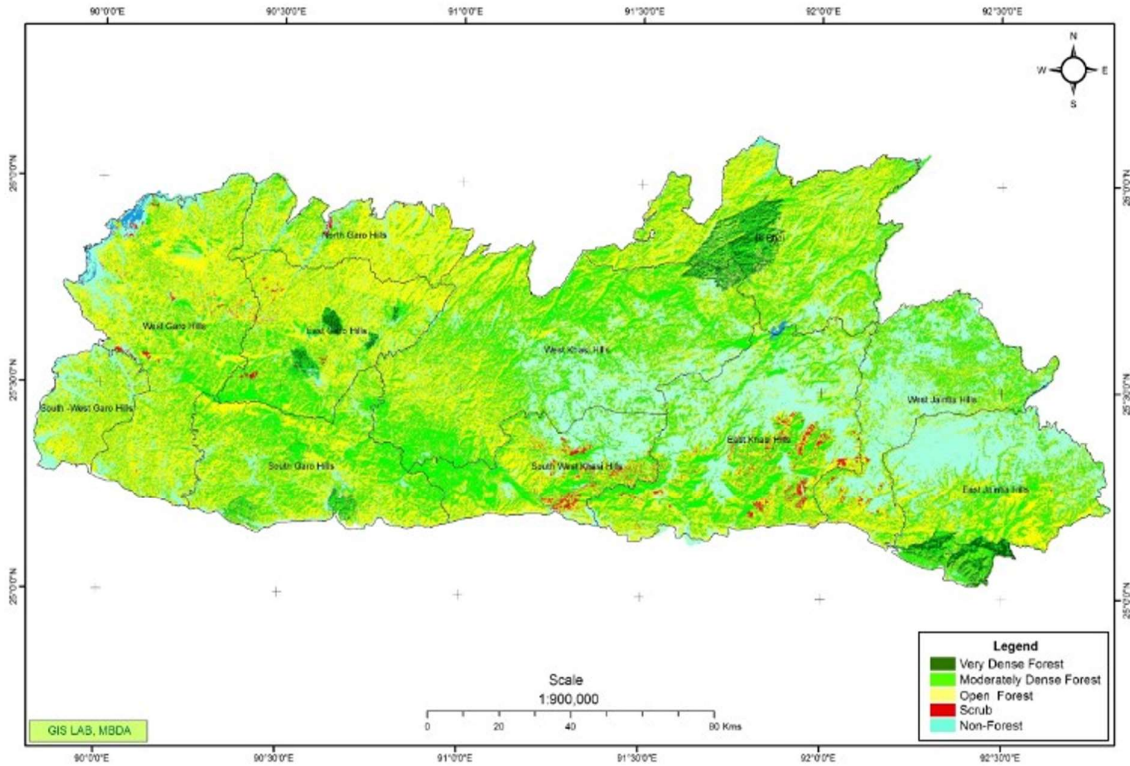 90°0'0"E 90°30'0"E 91°0'0"E 91°30'0"E 92°0'0"E 92°30'0"E
N
W E
S
26°0'0"N 26°0'0"N
North Garo Hills
Ri Bhoi
West Garo Hills East Garo Hills
West Khasi Hills
25°30'0"N 25°30'0"N
South -West Garo Hills West Jaintia Hills
East Khasi Hills
South Garo Hills South West Khasi Hills
East Jaintia Hills
25°0'0"N 25°0'0"N
Legend
Very Dense Forest
Moderately Dense Forest
Open Forest
Scrub
Non-Forest
Scale
1:900,000
0 20 40 60 80 Kms
GIS LAB, MBDA
90°0'0"E 90°30'0"E 91°0'0"E 91°30'0"E 92°0'0"E 92°30'0"E